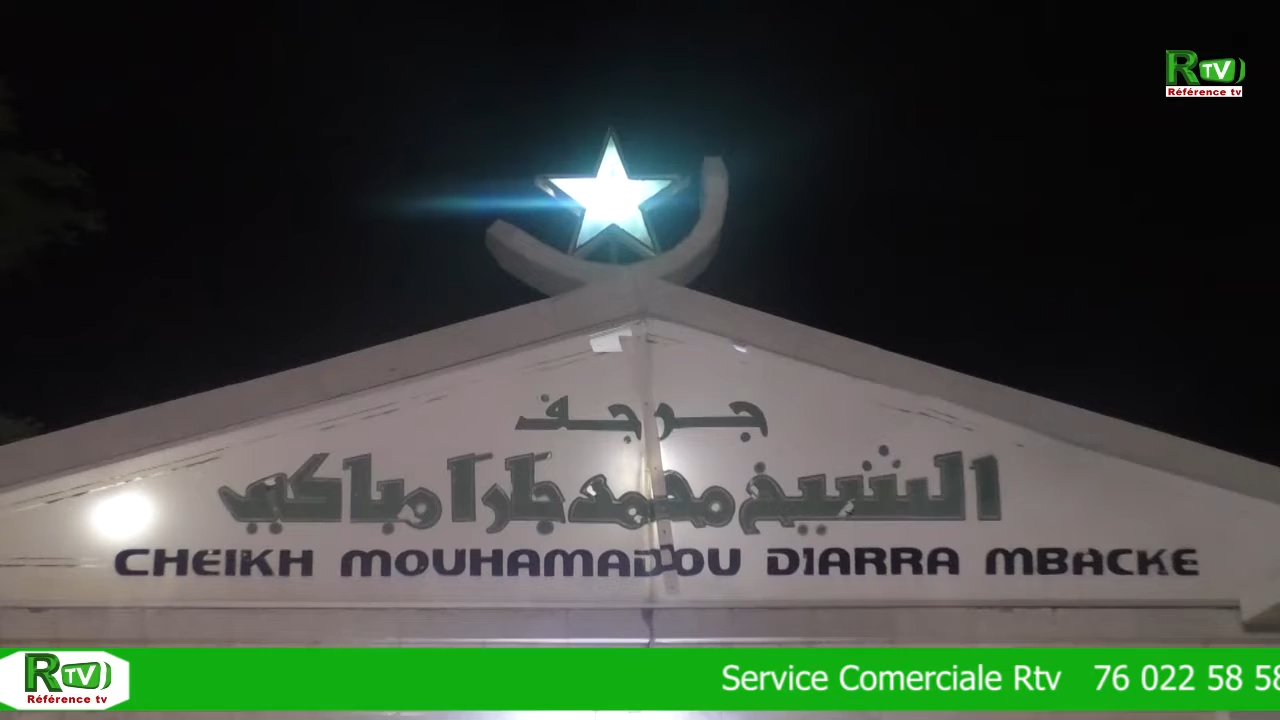 RTV
Référence tv
جرجف
الشيخ محمد جارا مباكي
CHEIKH MOUHAMADOU DIARRA MBACKE
RTV
Référence tv
Service Comerciale Rtv 76 022 58 58